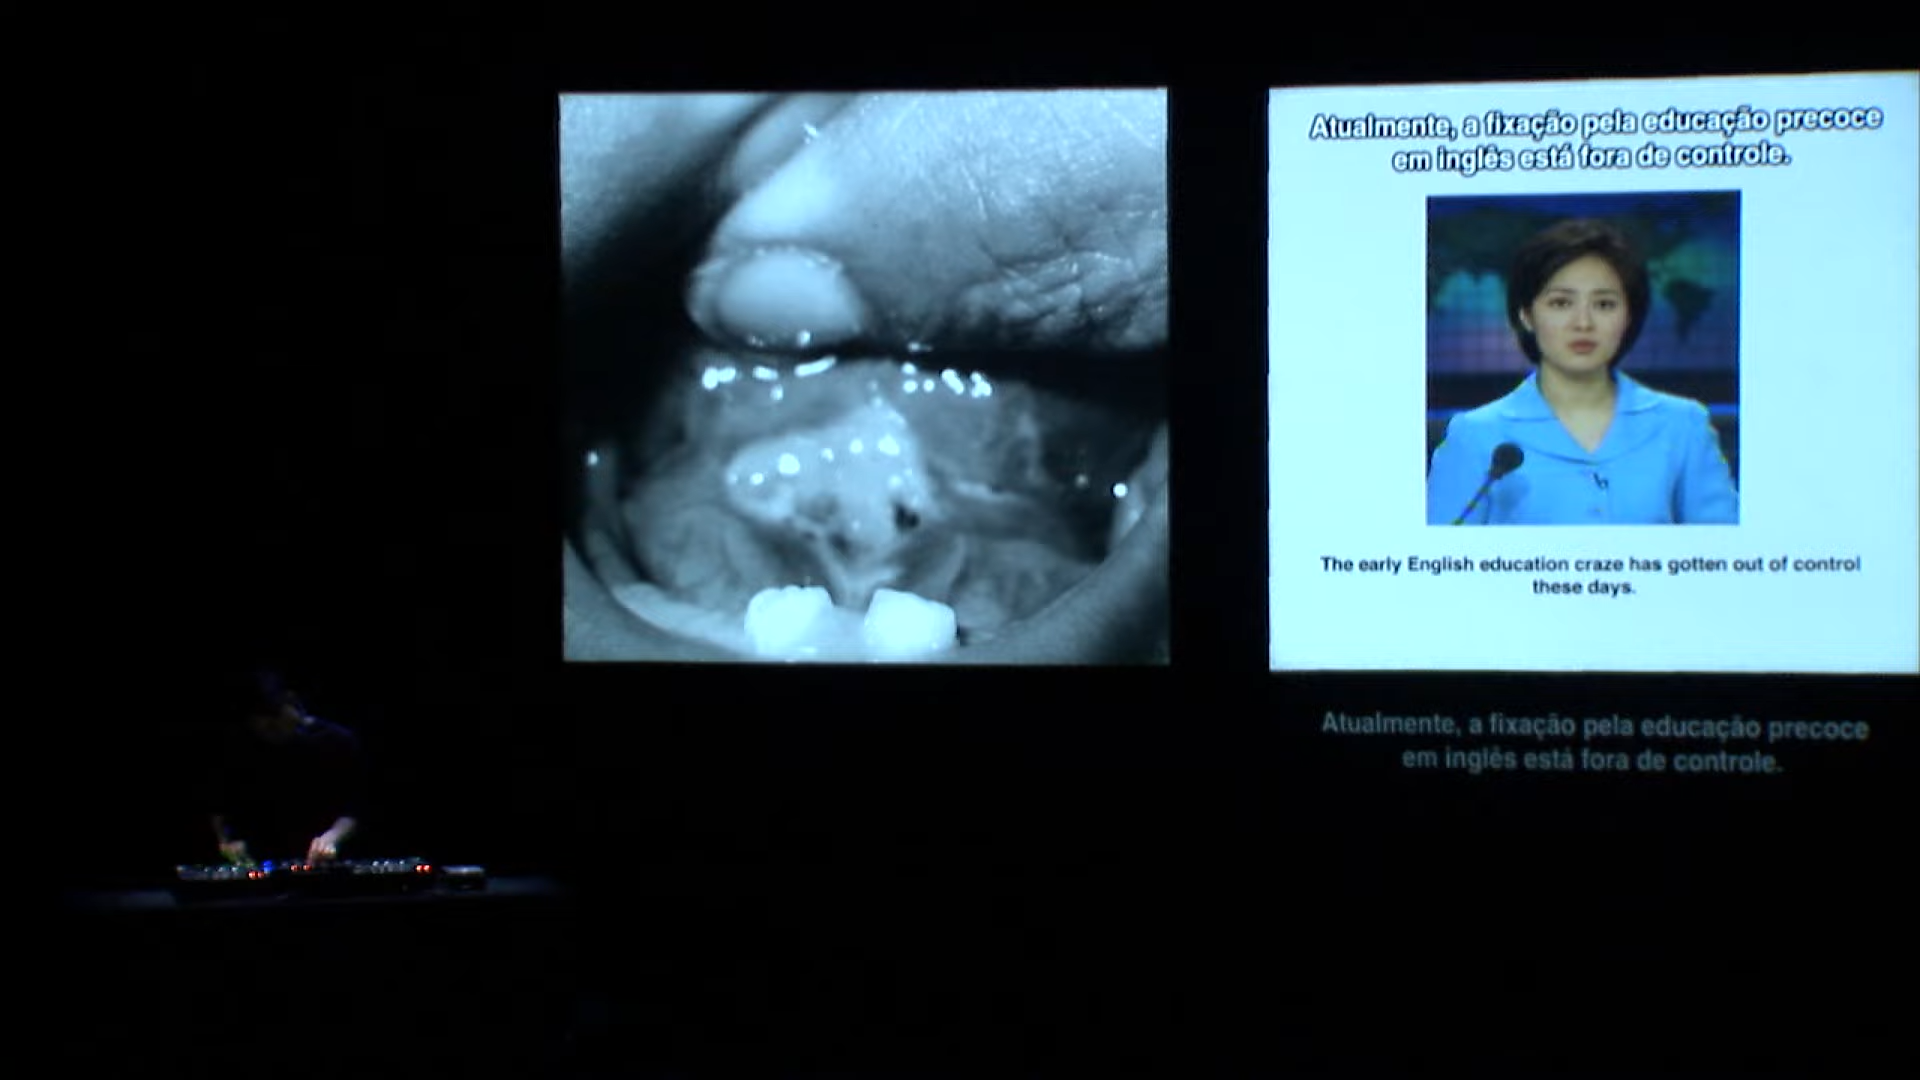 Atualmente, a fixação pela educação precoce
em inglês está fora de controle.
The early English education craze has gotten out of control
these days.
Atualmente, a fixação pela educação precoce
em inglês está fora de controle.